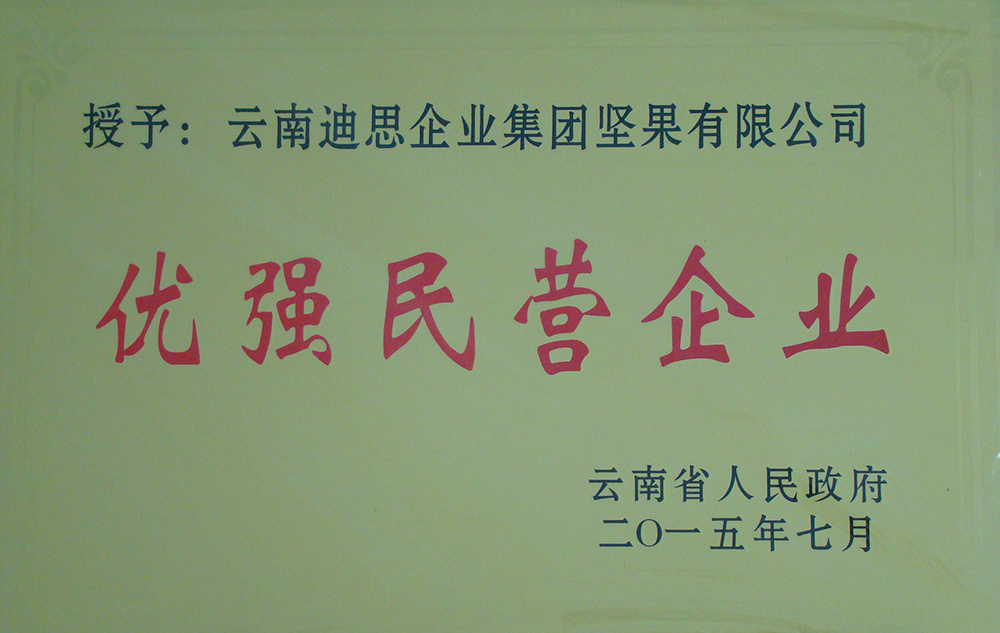 授予：云南迪思企业集团坚果有限公司
优强民营企业
云南省人民政府
二〇一五年七月